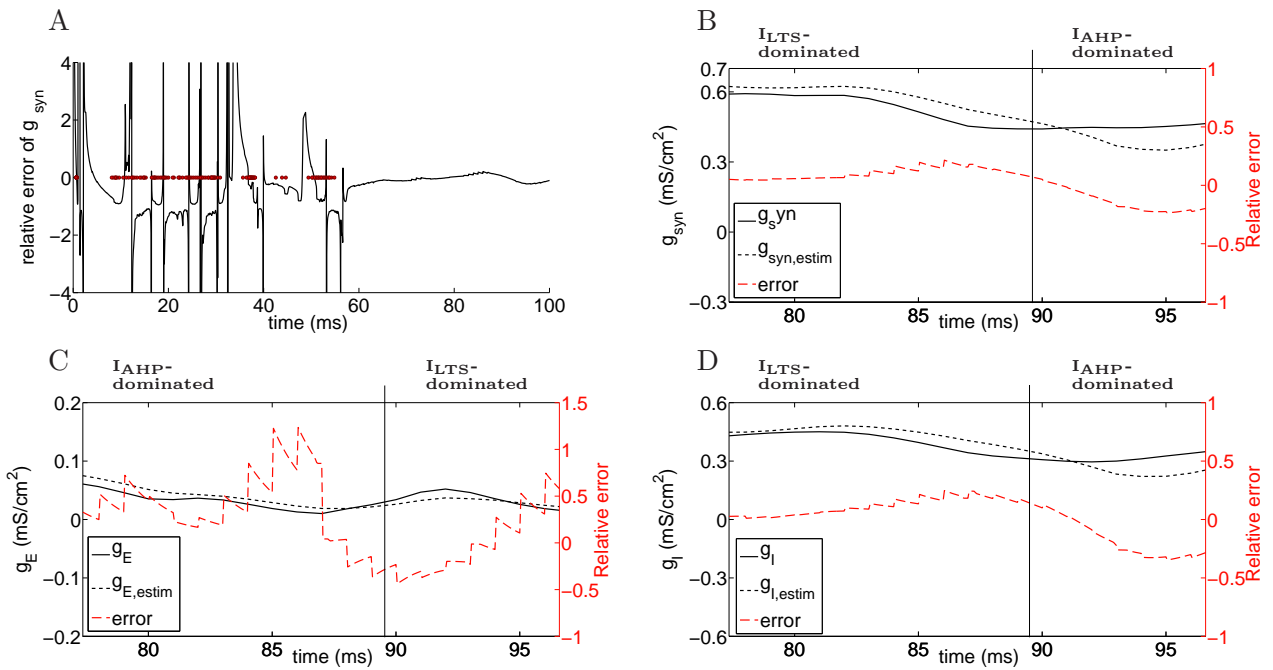 A
relative error of g syn
4
2
0
−2
−4
0
20
40
60
80
100
time (ms)
B
ILTS-
dominated
IAHP-
dominated
gsyn (mS/cm2)
0.7
0.6
0.3
0
−0.3
80
85
90
95
time (ms)
1
0.5
0
−0.5
−1
Relative error
g_syn
gsyn,estim
error
C
IAHP-
dominated
ILTS-
dominated
gE (mS/cm2)
0.2
0.1
0
−0.1
−0.2
80
85
90
95
time (ms)
1.5
1
0.5
0
−0.5
−1
Relative error
gE
gE,estim
error
D
ILTS-
dominated
IAHP-
dominated
gI (mS/cm2)
0.6
0.3
0
−0.3
−0.6
80
85
90
95
time (ms)
1
0.5
0
−0.5
−1
Relative error
gI
gI,estim
error